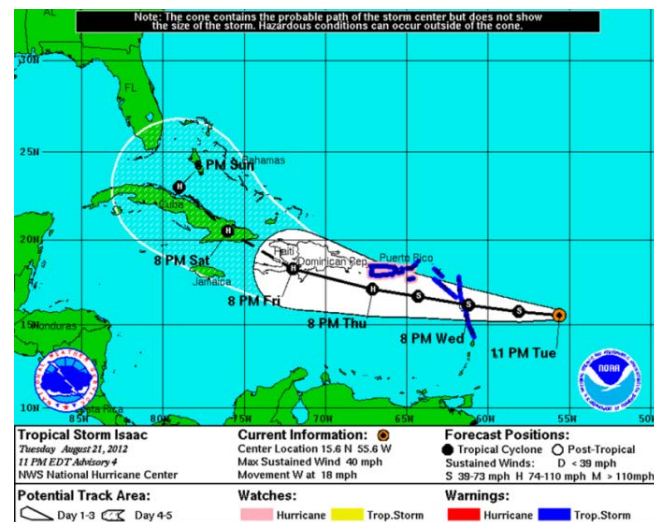 Note: The cone contains the probable path of the storm center but does not show
the size of the storm. Hazardous conditions can occur outside of the cone.
AL
30N
FL
25N
8 PM Sun
Bahamas
Cuba
20N
8 PM Sat
Haiti
Dominican Rep.
Puerto Rico
Jamaica
8 PM Fri
8 PM Thu
8 PM Wed
11 PM Tue
H
H
H
H
S
S
S
15N
Honduras
NOAA
10N
Costa Rica
85W
80W
75W
70W
65W
60W
55W
50W
Tropical Storm Isaac
Tuesday August 21, 2012
11 PM EDT Advisory 4
NWS National Hurricane Center
Current Information:
Center Location 15.6 N 55.6 W
Max Sustained Wind 40 mph
Movement W at 18 mph
Forecast Positions:
Tropical Cyclone Post-Tropical
Sustained Winds: D < 39 mph
S 39-73 mph H 74-110 mph M > 110mph
Potential Track Area:
Day 1-3 Day 4-5
Watches:
Hurricane Trop.Storm
Warnings:
Hurricane Trop.Storm